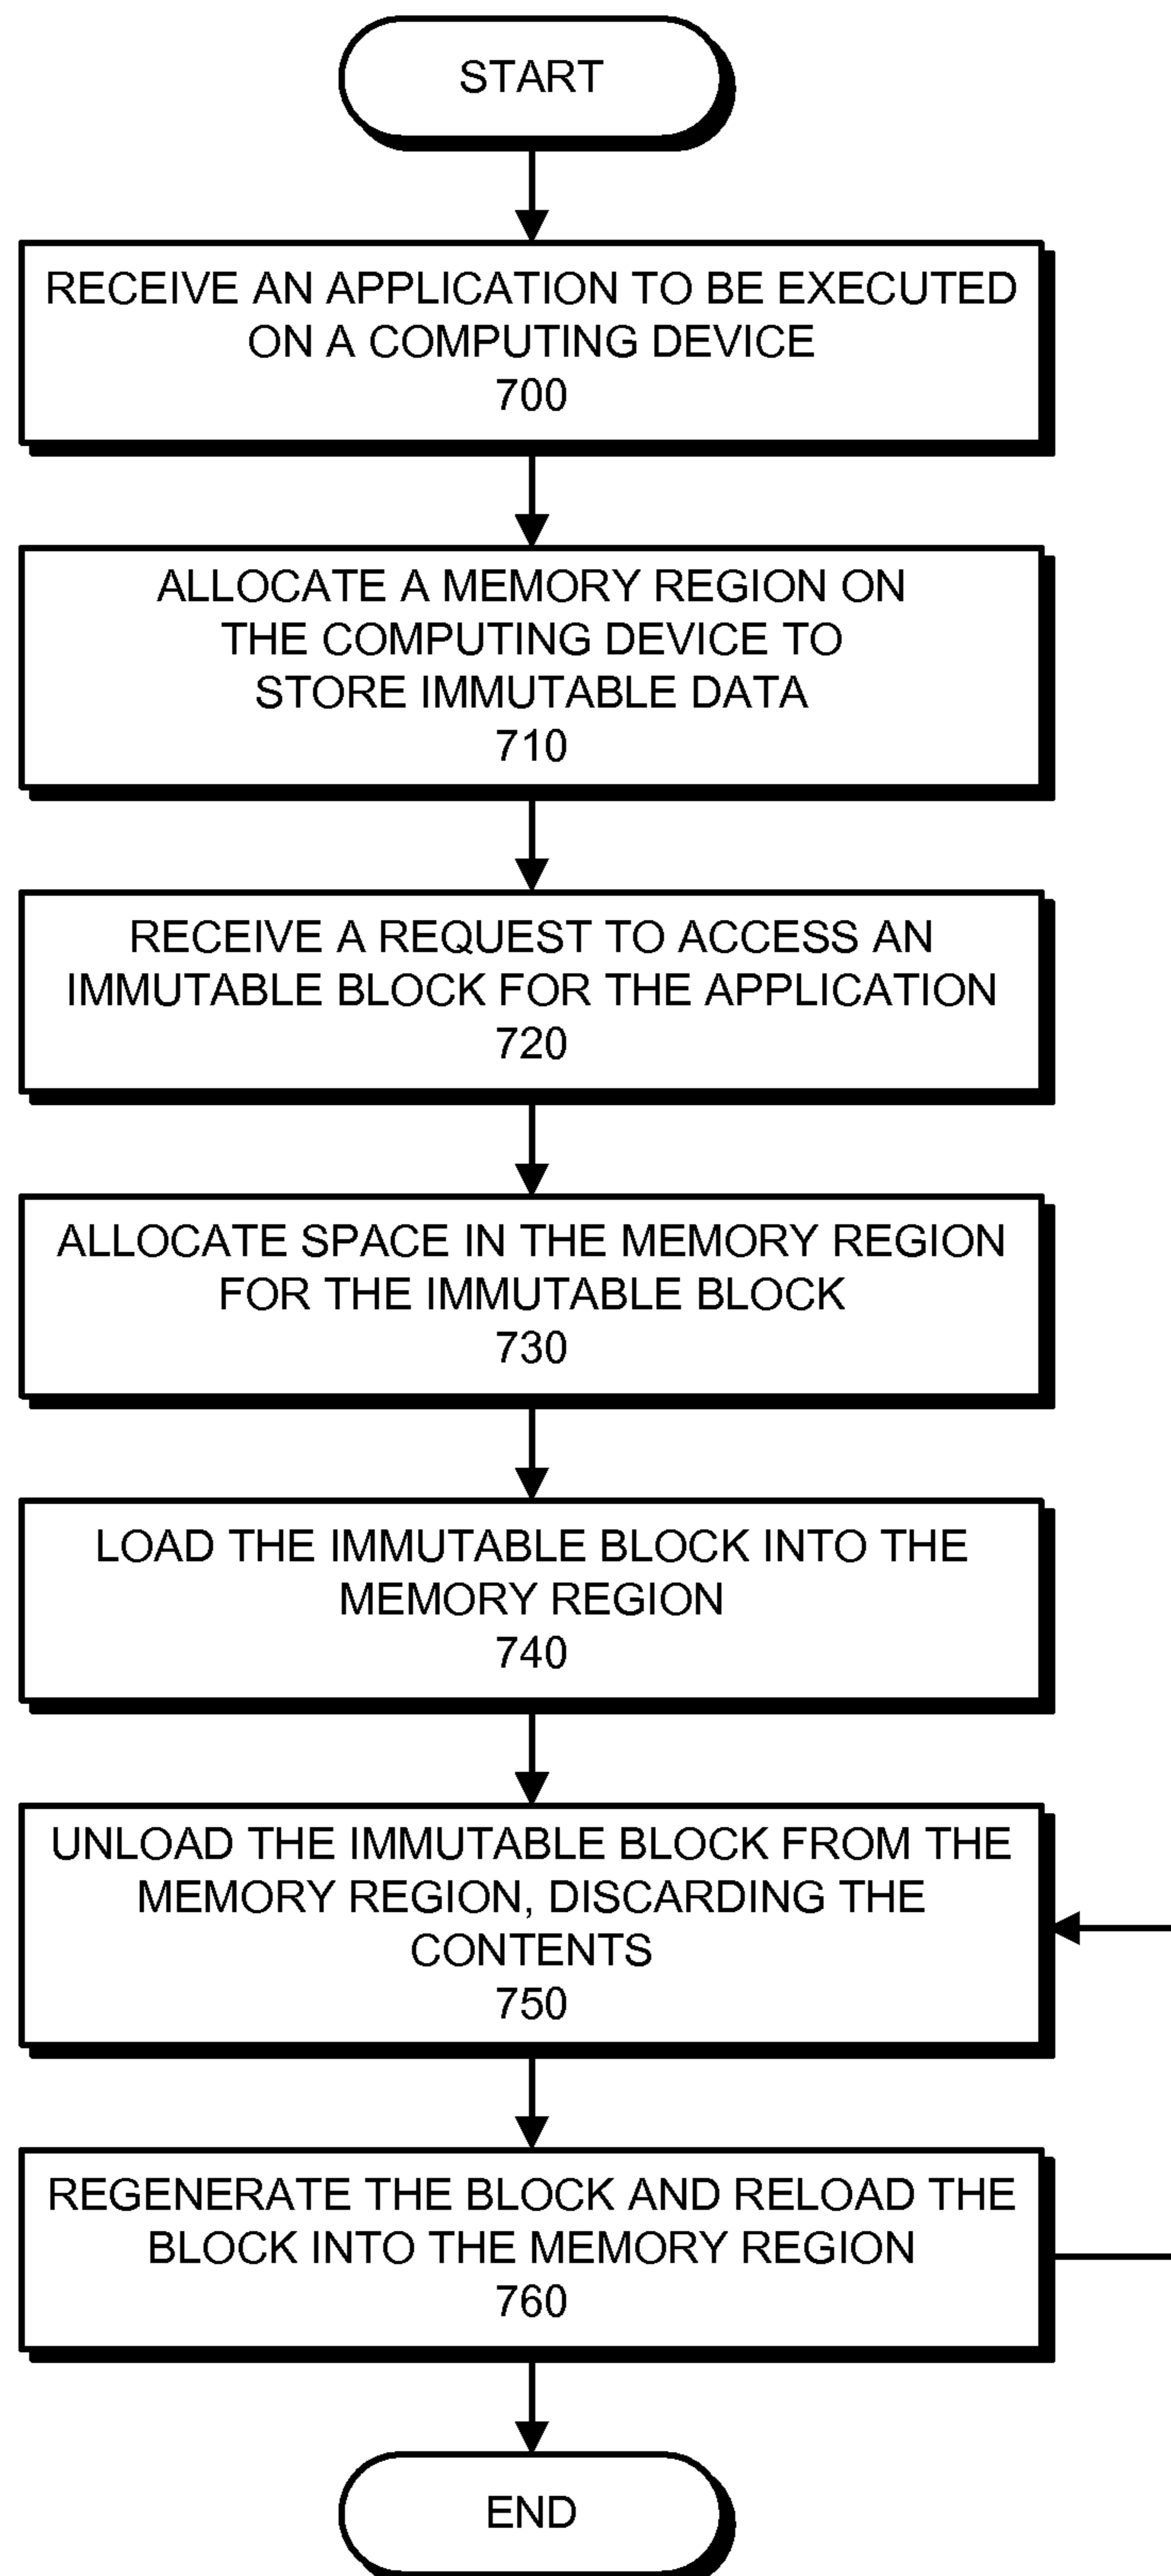 START
RECEIVE AN APPLICATION TO BE EXECUTED
ON A COMPUTING DEVICE
700
ALLOCATE A MEMORY REGION ON
THE COMPUTING DEVICE TO
STORE IMMUTABLE DATA
710
RECEIVE A REQUEST TO ACCESS AN
IMMUTABLE BLOCK FOR THE APPLICATION
720
ALLOCATE SPACE IN THE MEMORY REGION
FOR THE IMMUTABLE BLOCK
730
LOAD THE IMMUTABLE BLOCK INTO THE
MEMORY REGION
740
UNLOAD THE IMMUTABLE BLOCK FROM THE
MEMORY REGION, DISCARDING THE
CONTENTS
750
REGENERATE THE BLOCK AND RELOAD THE
BLOCK INTO THE MEMORY REGION
760
END